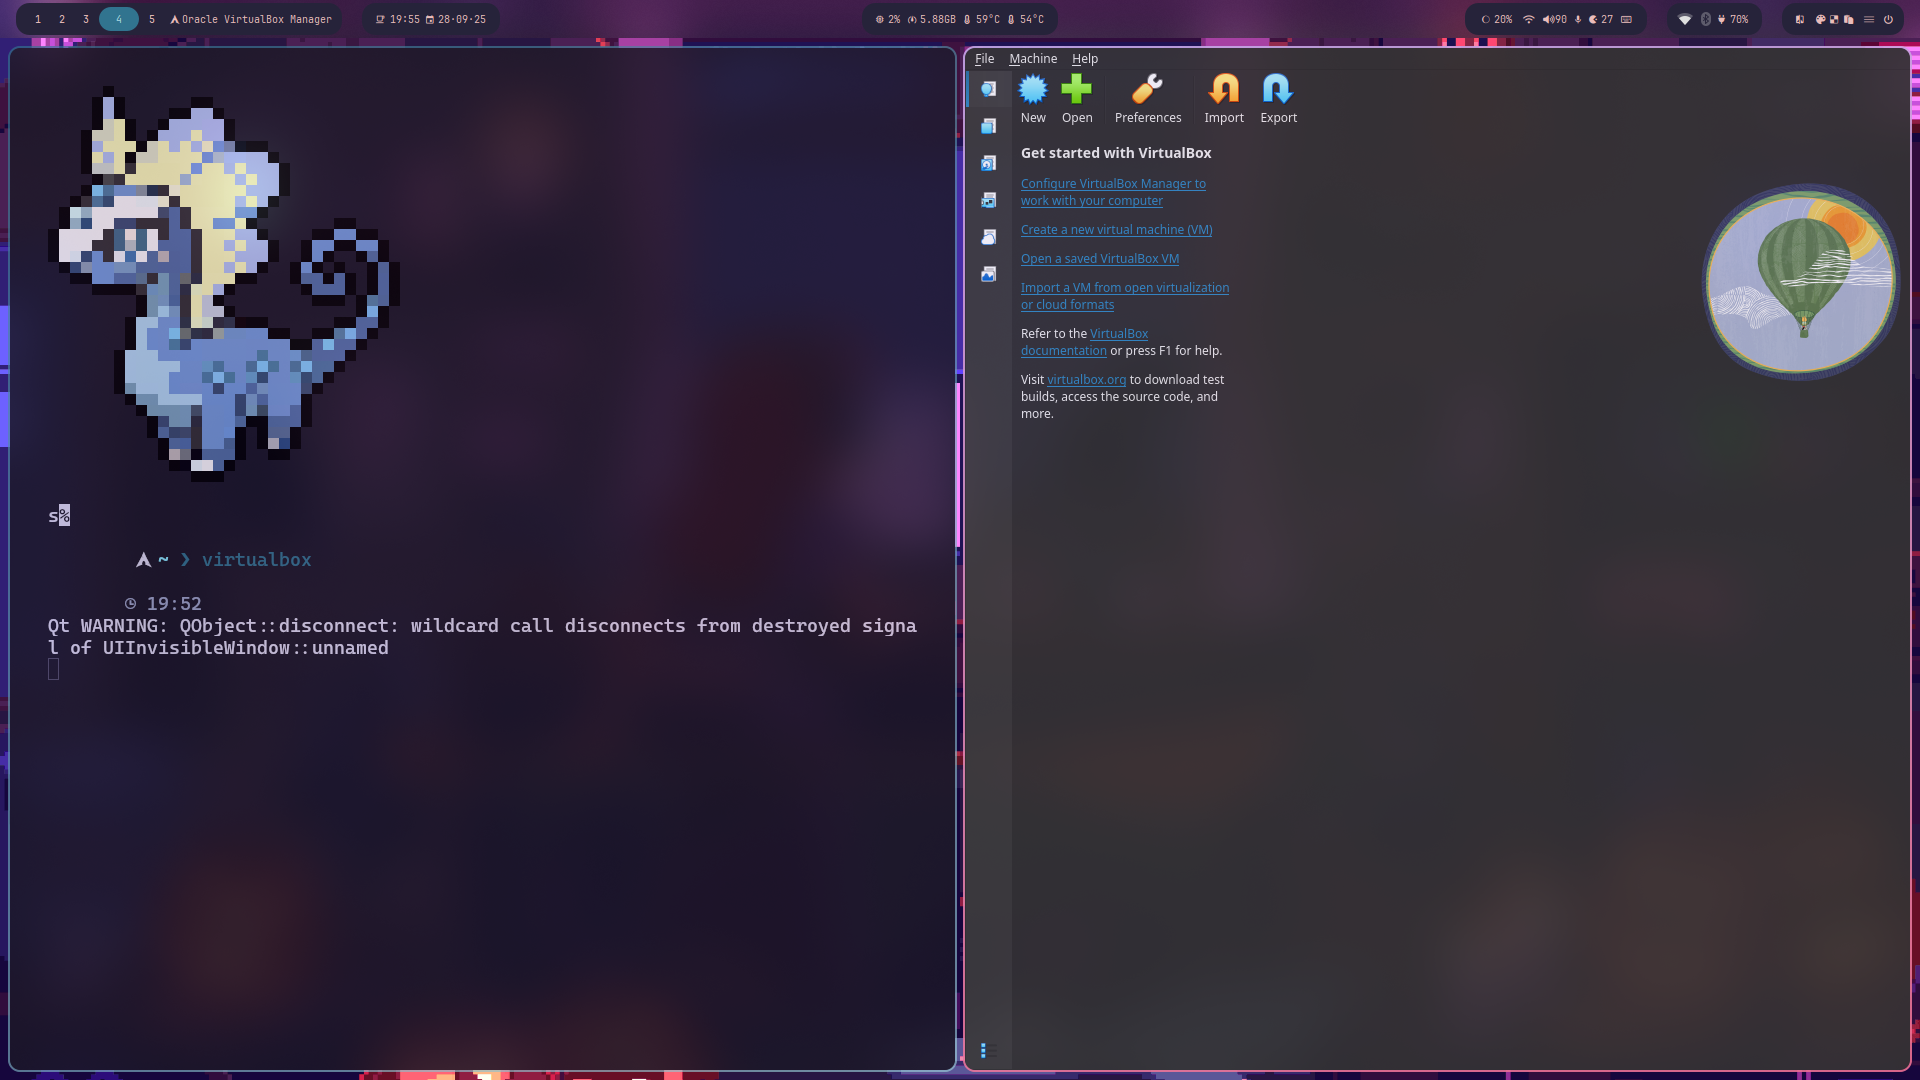 1 2 3 4 5 Oracle VirtualBox Manager 19:55 28·09·25 2% 5.88GB 59°C 54°C 20% 90 27 70%
s%
~ ❯ virtualbox
19:52
Qt WARNING: QObject::disconnect: wildcard call disconnects from destroyed signa
l of UIInvisibleWindow::unnamed
File Machine Help
New Open Preferences Import Export
Get started with VirtualBox
Configure VirtualBox Manager to
work with your computer
Create a new virtual machine (VM)
Open a saved VirtualBox VM
Import a VM from open virtualization
or cloud formats
Refer to the VirtualBox
documentation or press F1 for help.
Visit virtualbox.org to download test
builds, access the source code, and
more.